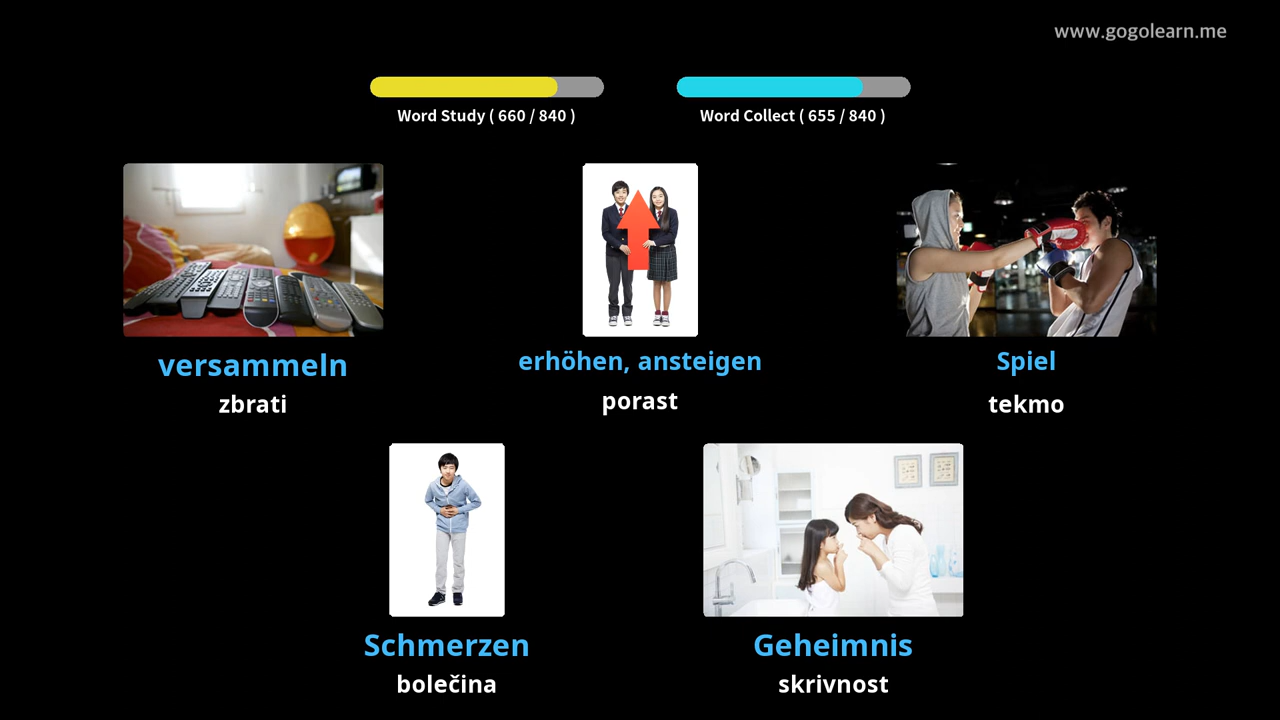 www.gogolearn.me
Word Study ( 660 / 840 )
Word Collect ( 655 / 840 )
versammeln
zbrati
erhöhen, ansteigen
porast
Spiel
tekmo
Schmerzen
bolečina
Geheimnis
skrivnost